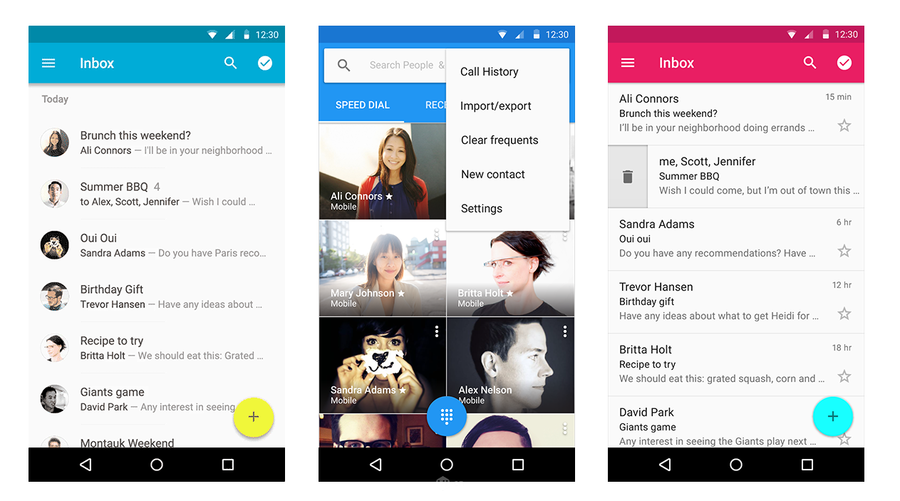 12:30
Inbox
Today
Brunch this weekend?
Ali Connors — I'll be in your neighborhood ...
Summer BBQ 4
to Alex, Scott, Jennifer — Wish I could ...
Oui Oui
Sandra Adams — Do you have Paris reco...
Birthday Gift
Trevor Hansen — Have any ideas about ...
Recipe to try
Britta Holt — We should eat this: Grated ...
Giants game
David Park — Any interest in seeing
Montauk Weekend
12:30
Search People &
SPEED DIAL
RECE
Call History
Import/export
Clear frequents
New contact
Settings
Ali Connors
Mobile
Mary Johnson
Mobile
Britta Holt
Mobile
Sandra Adams
Mobile
Alex Nelson
Mobile
12:30
Inbox
Ali Connors 15 min
Brunch this weekend?
I'll be in your neighborhood doing errands ...
me, Scott, Jennifer
Summer BBQ
Wish I could come, but I'm out of town this ...
Sandra Adams 6 hr
Oui oui
Do you have any recommendations? Have ...
Trevor Hansen 12 hr
Birthday gift
Have any ideas about what to get Heidi for ...
Britta Holt 18 hr
Recipe to try
We should eat this: grated squash, corn and ...
David Park
Giants game
Any interest in seeing the Giants play next ...